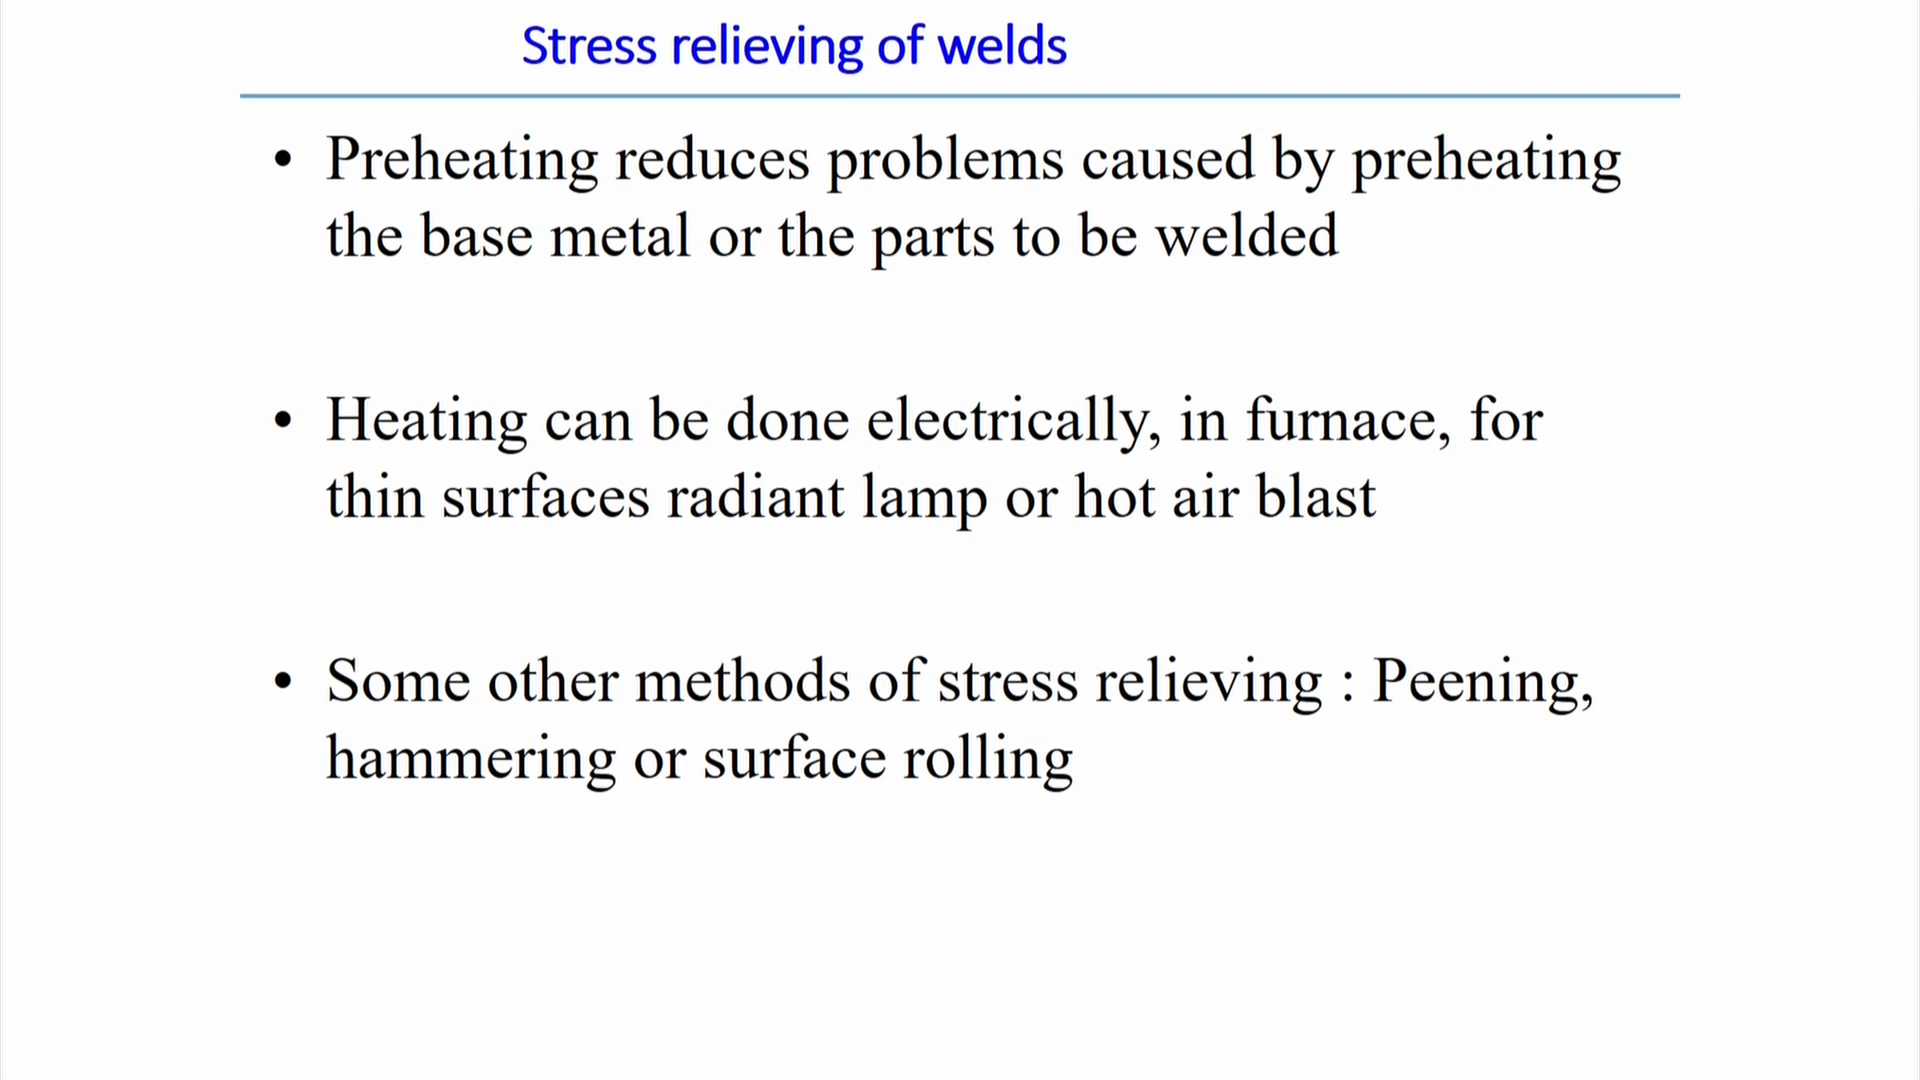 Stress relieving of welds
• Preheating reduces problems caused by preheating
the base metal or the parts to be welded
• Heating can be done electrically, in furnace, for
thin surfaces radiant lamp or hot air blast
• Some other methods of stress relieving : Peening,
hammering or surface rolling